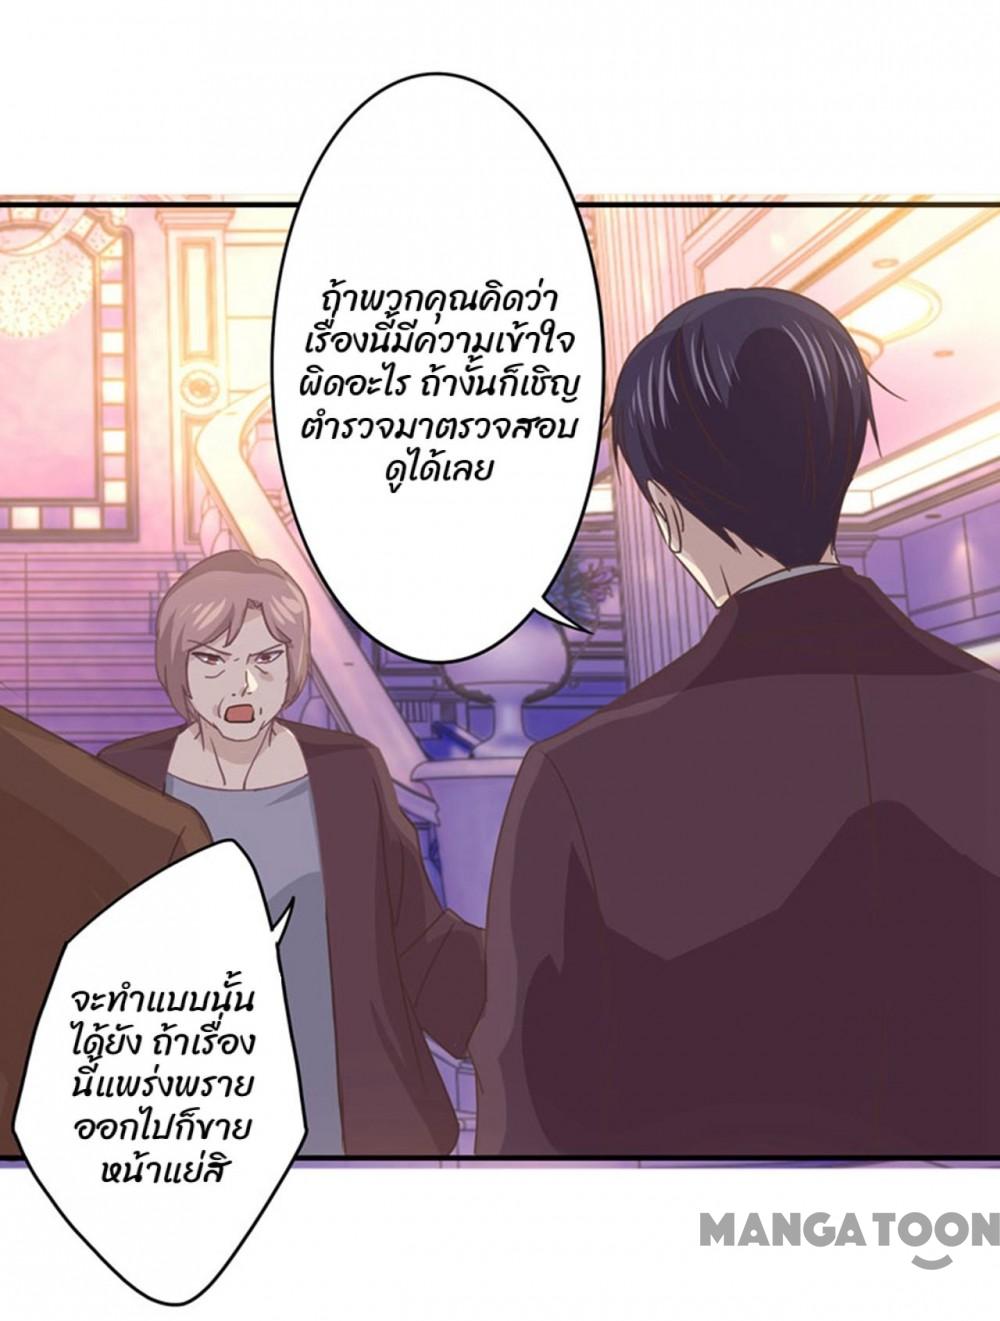 ถ้าพวกคุณคิดว่า
เรื่องนี้มีความเข้าใจ
ผิดอะไร ถ้างั้นก็เชิญ
ตำรวจมาตรวจสอบ
ดูได้เลย
จะทำแบบนั้น
ได้ยัง ถ้าเรื่อง
นี้แพร่งพราย
ออกไปก็ขาย
หน้าแย่สิ
MANGATOON